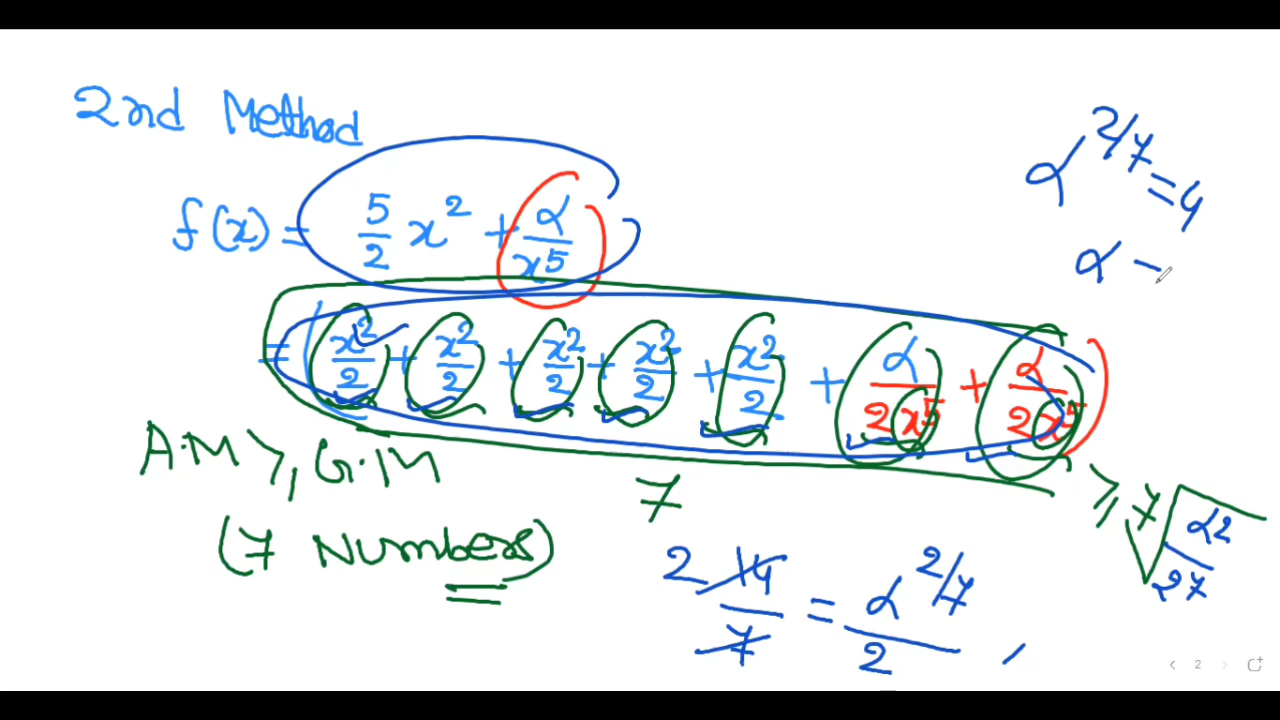 2nd Method
f(x) = 5/2 x² + α/x⁵
= (x²/2 + x²/2 + x²/2 + x²/2 + x²/2 + α/2x⁵ + α/2x⁵)
7
≥ ⁷√(α²/2⁷)
A.M ≥ G.M
(7 Numbers)
2 14/7 = α^(2/7)/2 ,
α^(2/7) = 4
α -
2